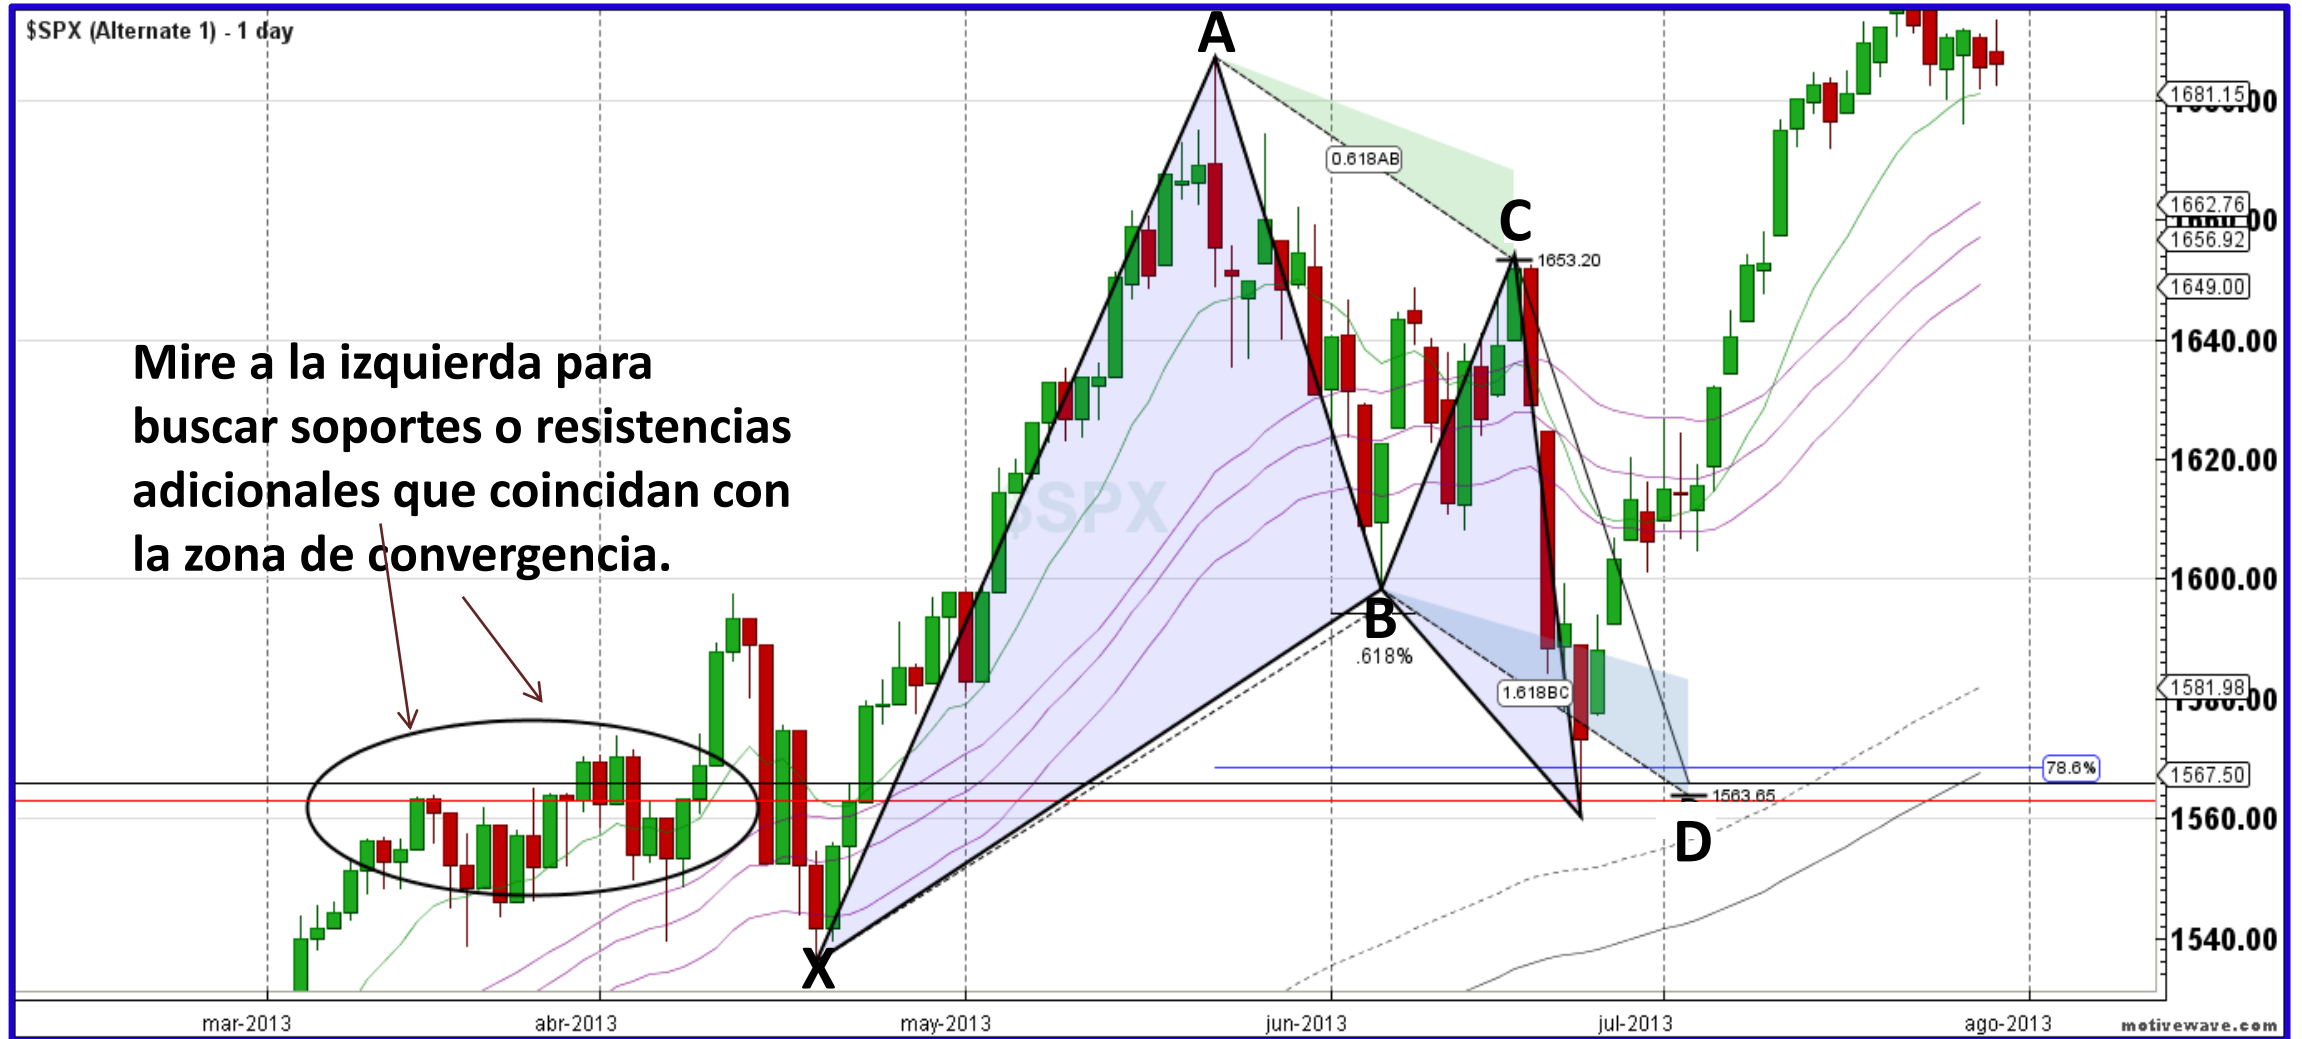 $SPX (Alternate 1) - 1 day
A
1681.15
0.618AB
1662.76
C
1656.92
1653.20
1649.00
Mire a la izquierda para
buscar soportes o resistencias
adicionales que coincidan con
la zona de convergencia.
1640.00
1620.00
$SPX
1600.00
B
.618%
1.618BC
1581.98
78.6%
1567.50
1563.65
1560.00
D
1540.00
X
mar-2013 abr-2013 may-2013 jun-2013 jul-2013 ago-2013
motivewave.com